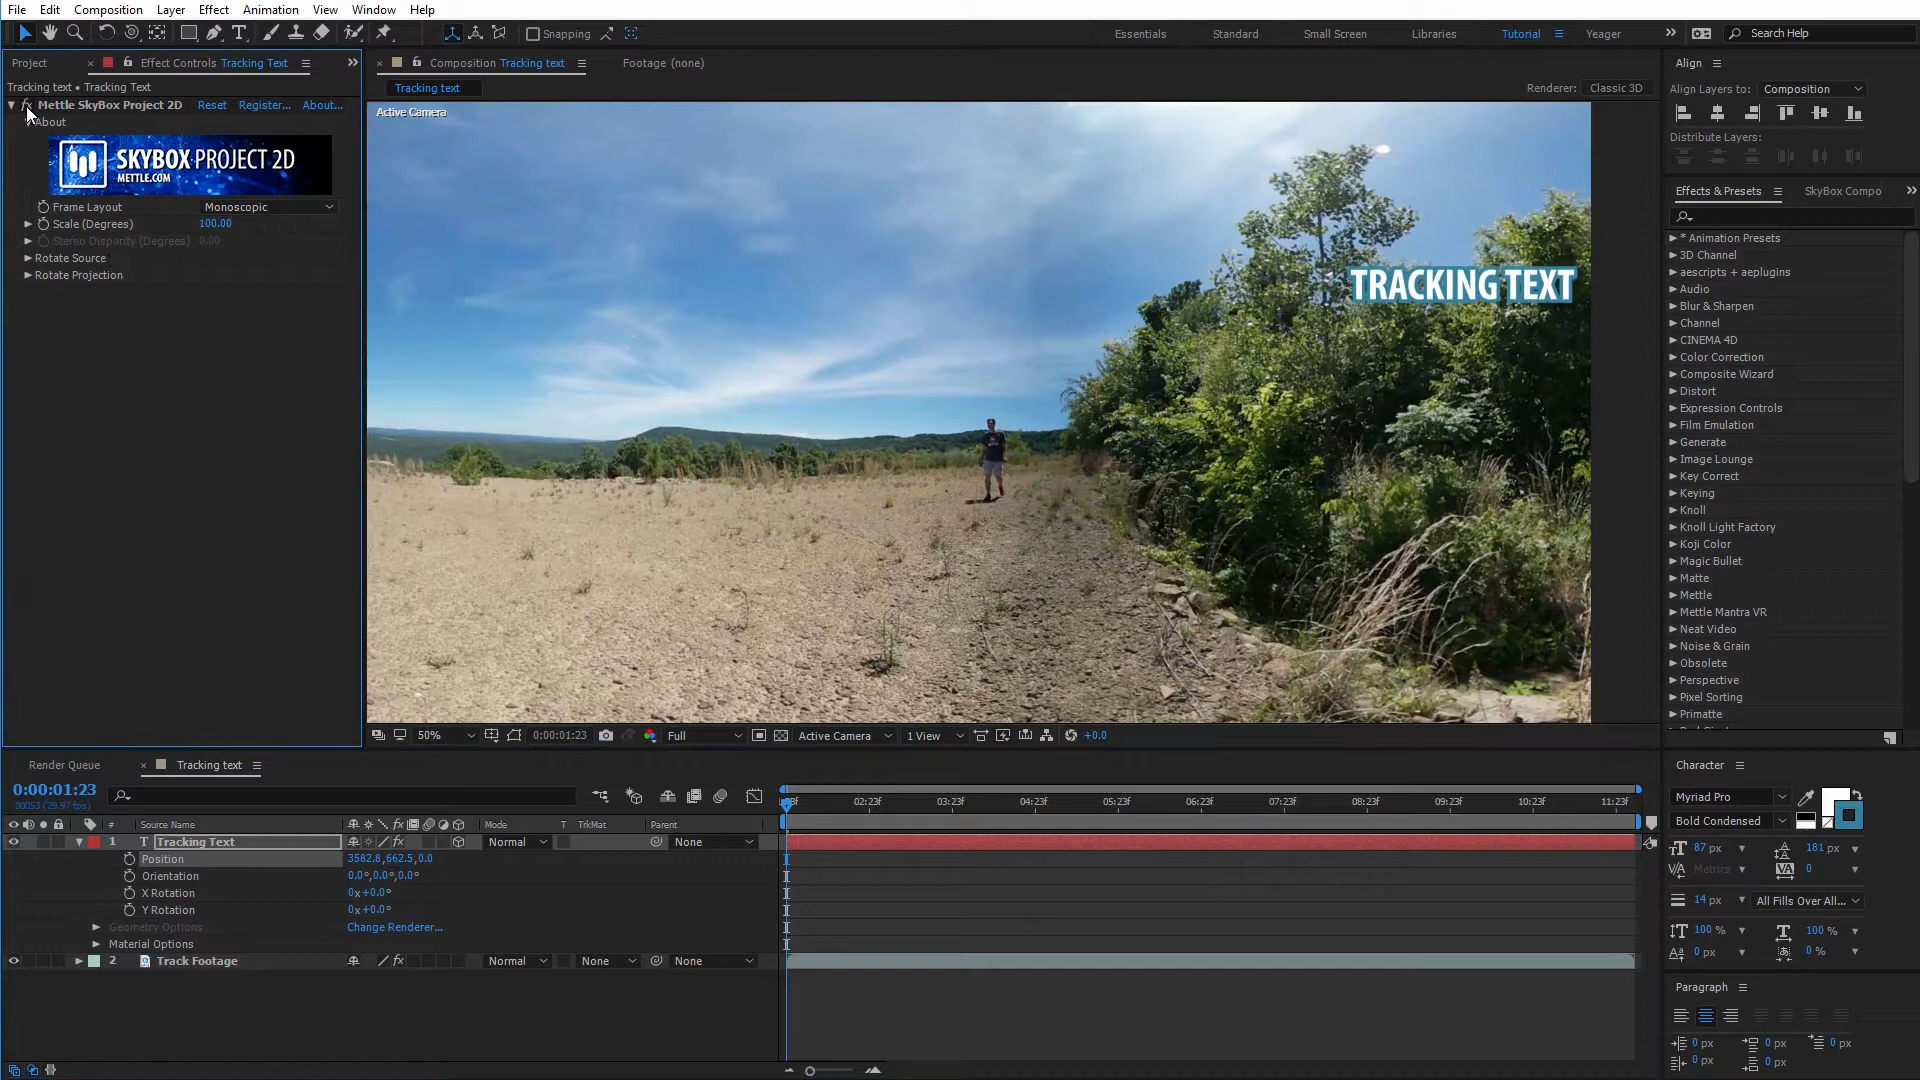 File Edit Composition Layer Effect Animation View Window Help
Snapping Essentials Standard Small Screen Libraries Tutorial Yeager Search Help
Project Effect Controls Tracking Text
Tracking text • Tracking Text
Mettle SkyBox Project 2D Reset Register... About...
About
SKYBOX PROJECT 2D
METTLE.COM
Frame Layout Monoscopic
Scale (Degrees) 100.00
Stereo Disparity (Degrees) 0.00
Rotate Source
Rotate Projection
Composition Tracking text Footage (none)
Tracking text Renderer: Classic 3D
Active Camera
TRACKING TEXT
50% 0:00:01:23 Full Active Camera 1 View +0.0
Align
Align Layers to: Composition
Distribute Layers:
Effects & Presets SkyBox Compo
* Animation Presets
3D Channel
aescripts + aeplugins
Audio
Blur & Sharpen
Channel
CINEMA 4D
Color Correction
Composite Wizard
Distort
Expression Controls
Film Emulation
Generate
Image Lounge
Key Correct
Keying
Knoll
Knoll Light Factory
Koji Color
Magic Bullet
Matte
Mettle
Mettle Mantra VR
Neat Video
Noise & Grain
Obsolete
Perspective
Pixel Sorting
Primatte
Render Queue Tracking text
0:00:01:23
00053 (29.97 fps)
02:23f 03:23f 04:23f 05:23f 06:23f 07:23f 08:23f 09:23f 10:23f 11:23f
# Source Name Mode T TrkMat Parent
1 T Tracking Text Normal None
Position 3582.8,662.5,0.0
Orientation 0.0°,0.0°,0.0°
X Rotation 0x+0.0°
Y Rotation 0x+0.0°
Geometry Options Change Renderer...
Material Options
2 Track Footage Normal None None
Character
Myriad Pro
Bold Condensed
87 px 181 px
Metrics 0
14 px All Fills Over All...
100 % 100 %
0 px 0 %
Paragraph
0 px 0 px 0 px
0 px 0 px